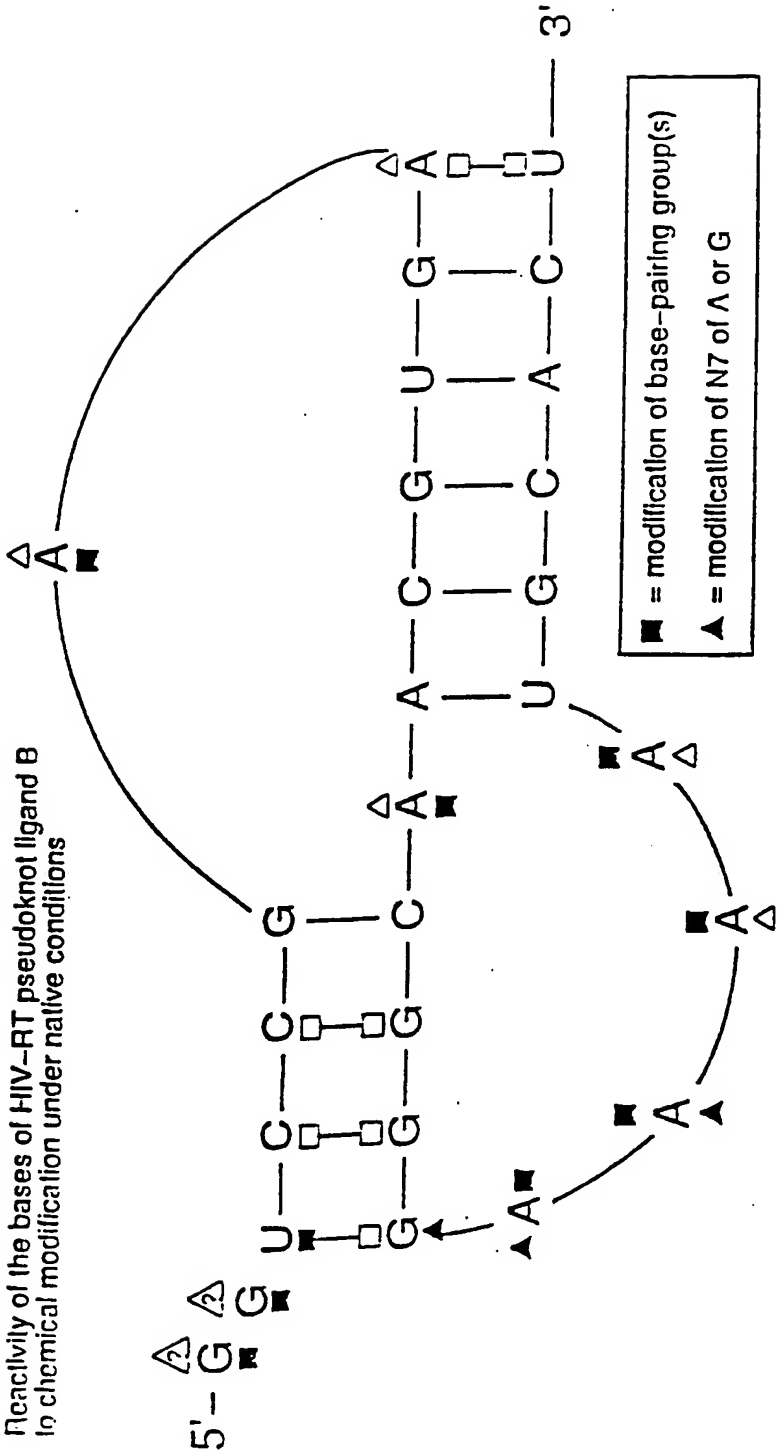 Reactivity of the bases of HIV–RT pseudoknot ligand B
to chemical modification under native conditions
A
5'– G G U – C – C – G
? ?
G – G – G – C – A – A – C – G – U – G – A
U – G – C – A – C – U — 3'
A A A A
= modification of base–pairing group(s)
= modification of N7 of A or G